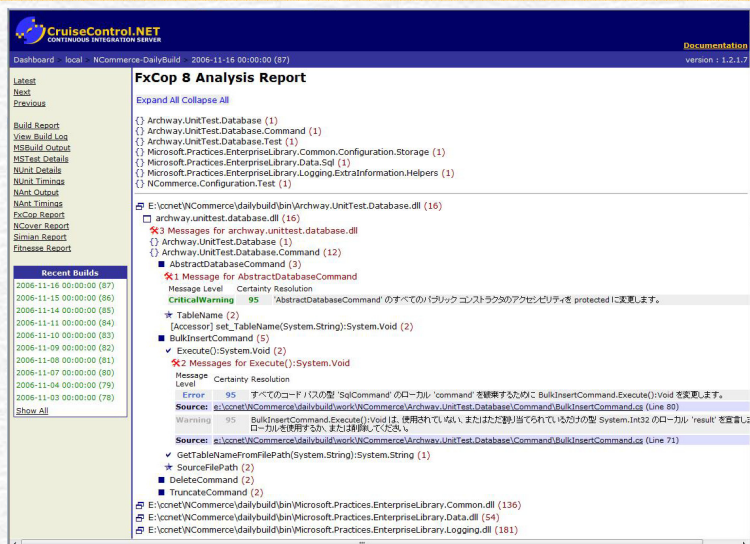 CruiseControl.NET
CONTINUOUS INTEGRATION SERVER
Documentation
Dashboard > local > NCommerce-DailyBuild > 2006-11-16 00:00:00 (87)
version : 1.2.1.7
Latest
Next
Previous
Build Report
View Build Log
MSBuild Output
MSTest Details
NUnit Details
NUnit Timings
NAnt Output
NAnt Timings
FxCop Report
NCover Report
Simian Report
Fitnesse Report
Recent Builds
2006-11-16 00:00:00 (87)
2006-11-15 00:00:00 (86)
2006-11-14 00:00:00 (85)
2006-11-11 00:00:00 (84)
2006-11-10 00:00:00 (83)
2006-11-09 00:00:00 (82)
2006-11-08 00:00:00 (81)
2006-11-07 00:00:00 (80)
2006-11-04 00:00:00 (79)
2006-11-03 00:00:00 (78)
Show All
FxCop 8 Analysis Report
Expand All Collapse All
{} Archway.UnitTest.Database (1)
{} Archway.UnitTest.Database.Command (1)
{} Archway.UnitTest.Database.Test (1)
{} Microsoft.Practices.EnterpriseLibrary.Common.Configuration.Storage (1)
{} Microsoft.Practices.EnterpriseLibrary.Data.Sql (1)
{} Microsoft.Practices.EnterpriseLibrary.Logging.ExtraInformation.Helpers (1)
{} NCommerce.Configuration.Test (1)
E:\ccnet\NCommerce\dailybuild\bin\Archway.UnitTest.Database.dll (16)
archway.unittest.database.dll (16)
3 Messages for archway.unittest.database.dll
{} Archway.UnitTest.Database (1)
{} Archway.UnitTest.Database.Command (12)
AbstractDatabaseCommand (3)
1 Message for AbstractDatabaseCommand
Message Level Certainty Resolution
CriticalWarning 95 'AbstractDatabaseCommand' のすべてのパブリック コンストラクタのアクセシビリティを protected に変更します。
TableName (2)
[Accessor] set_TableName(System.String):System.Void (2)
BulkInsertCommand (5)
Execute():System.Void (2)
2 Messages for Execute():System.Void
Message Level Certainty Resolution
Error 95 すべてのコード パスの型 'SqlCommand' のローカル 'command' を破棄するために BulkInsertCommand.Execute():Void を変更します。
Source: e:\ccnet\NCommerce\dailybuild\work\NCommerce\Archway.UnitTest.Database\Command\BulkInsertCommand.cs (Line 80)
Warning 95 BulkInsertCommand.Execute():Void は、使用されていない、またはただ割り当てられているだけの型 System.Int32 のローカル 'result' を宣言し
ローカルを使用するか、または削除してください。
Source: e:\ccnet\NCommerce\dailybuild\work\NCommerce\Archway.UnitTest.Database\Command\BulkInsertCommand.cs (Line 71)
GetTableNameFromFilePath(System.String):System.String (1)
SourceFilePath (2)
DeleteCommand (2)
TruncateCommand (2)
E:\ccnet\NCommerce\dailybuild\bin\Microsoft.Practices.EnterpriseLibrary.Common.dll (136)
E:\ccnet\NCommerce\dailybuild\bin\Microsoft.Practices.EnterpriseLibrary.Data.dll (54)
E:\ccnet\NCommerce\dailybuild\bin\Microsoft.Practices.EnterpriseLibrary.Logging.dll (181)